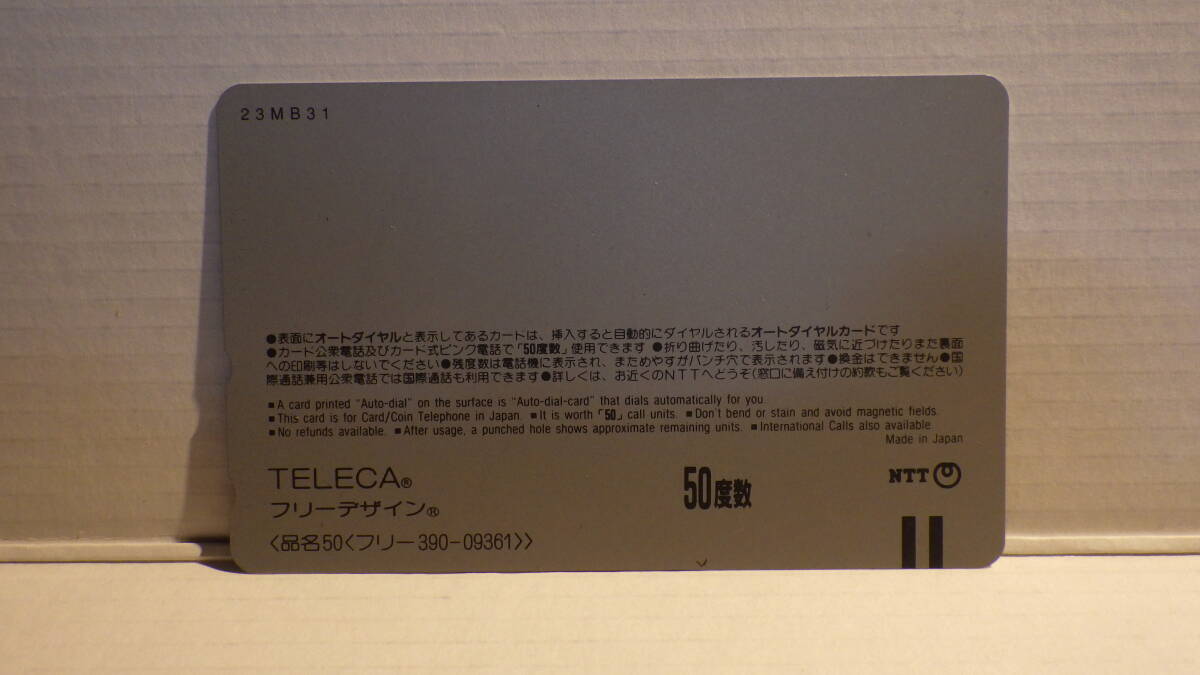 23MB31
●表面にオートダイヤルと表示してあるカードは、挿入すると自動的にダイヤルされるオートダイヤルカードです
●カード公衆電話及びカード式ピンク電話で「50度数」使用できます ●折り曲げたり、汚したり、磁気に近づけたりまた裏面
への印刷等はしないでください●残度数は電話機に表示され、まためやすがパンチ穴で表示されます●換金はできません●国
際通話兼用公衆電話では国際通話も利用できます●詳しくは、お近くのNTTへどうぞ(窓口に備え付けの約款もご覧ください)
■A card printed “Auto-dial” on the surface is “Auto-dial-card” that dials automatically for you.
■This card is for Card/Coin Telephone in Japan. ■It is worth「50」call units. ■Don't bend or stain and avoid magnetic fields.
■No refunds available. ■After usage, a punched hole shows approximate remaining units. ■International Calls also available
Made in Japan
TELECA®
50度数
NTT
フリーデザイン®
〈品名50〈フリー390-09361〉〉